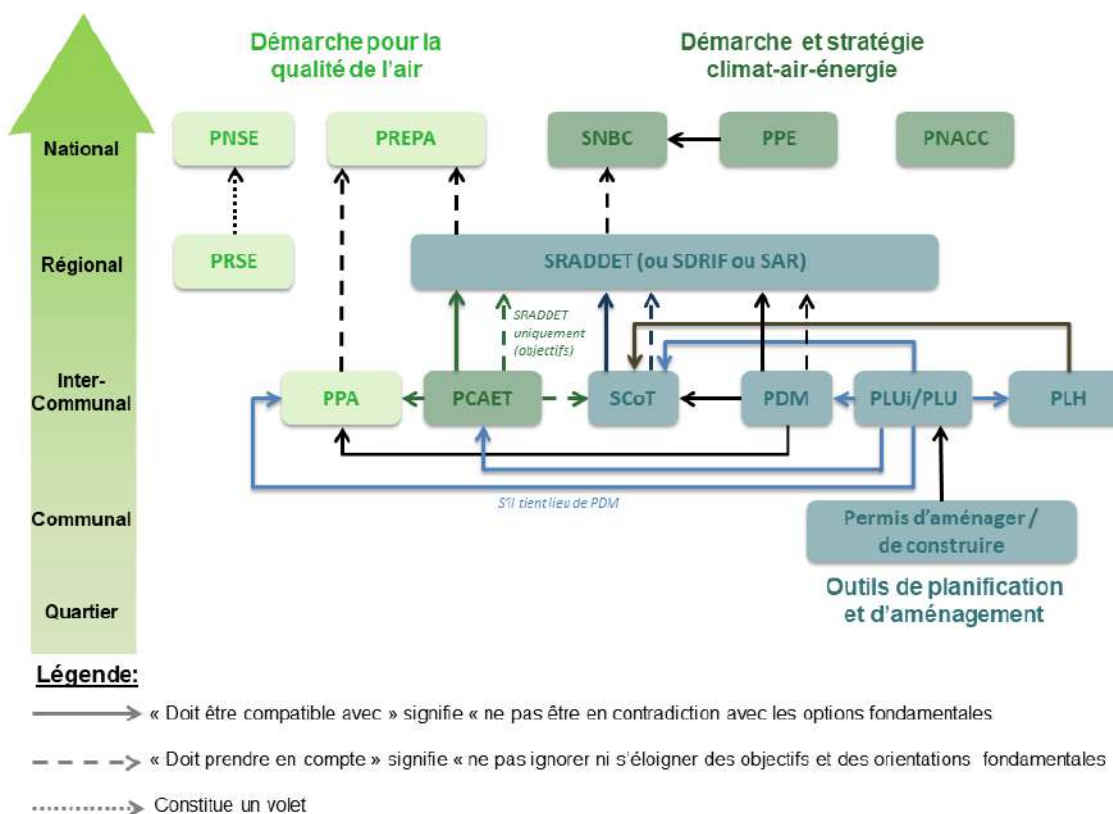 Démarche pour la
qualité de l'air
Démarche et stratégie
climat-air-énergie
National
PNSE
PREPA
SNBC
PPE
PNACC
Régional
PRSE
SRADDET (ou SDRIF ou SAR)
SRADDET
uniquement
(objectifs)
Inter-
Communal
PPA
PCAET
SCoT
PDM
PLUi/PLU
PLH
S'il tient lieu de PDM
Communal
Permis d'aménager /
de construire
Quartier
Outils de planification
et d'aménagement
Légende:
« Doit être compatible avec » signifie « ne pas être en contradiction avec les options fondamentales
« Doit prendre en compte » signifie « ne pas ignorer ni s'éloigner des objectifs et des orientations fondamentales
Constitue un volet